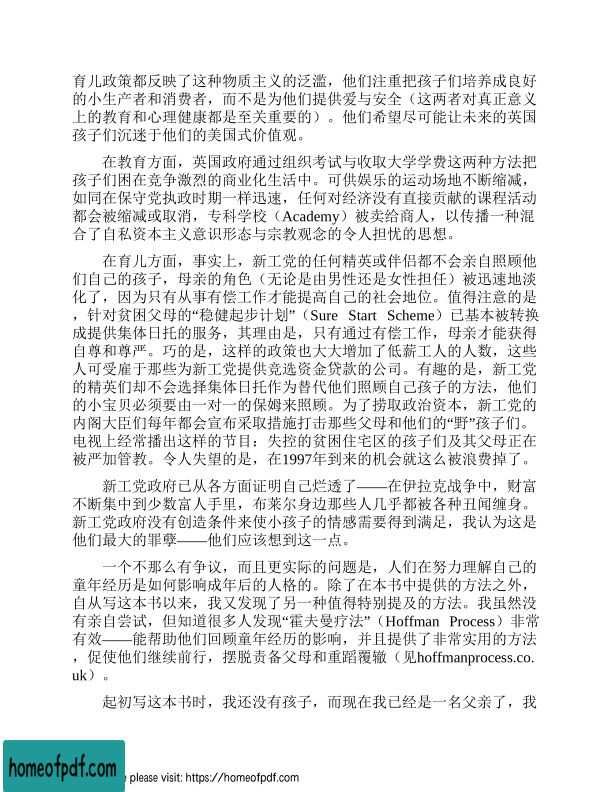 育儿政策都反映了这种物质主义的泛滥，他们注重把孩子们培养成良好
的小生产者和消费者，而不是为他们提供爱与安全（这两者对真正意义
上的教育和心理健康都是至关重要的）。他们希望尽可能让未来的英国
孩子们沉迷于他们的美国式价值观。
在教育方面，英国政府通过组织考试与收取大学学费这两种方法把
孩子们困在竞争激烈的商业化生活中。可供娱乐的运动场地不断缩减，
如同在保守党执政时期一样迅速，任何对经济没有直接贡献的课程活动
都会被缩减或取消，专科学校（Academy）被卖给商人，以传播一种混
合了自私资本主义意识形态与宗教观念的令人担忧的思想。
在育儿方面，事实上，新工党的任何精英或伴侣都不会亲自照顾他
们自己的孩子，母亲的角色（无论是由男性还是女性担任）被迅速地淡
化了，因为只有从事有偿工作才能提高自己的社会地位。值得注意的是
，针对贫困父母的“稳健起步计划”（Sure Start Scheme）已基本被转换
成提供集体日托的服务，其理由是，只有通过有偿工作，母亲才能获得
自尊和尊严。巧的是，这样的政策也大大增加了低薪工人的人数，这些
人可受雇于那些为新工党提供竞选资金贷款的公司。有趣的是，新工党
的精英们却不会选择集体日托作为替代他们照顾自己孩子的方法，他们
的小宝贝必须要由一对一的保姆来照顾。为了捞取政治资本，新工党的
内阁大臣们每年都会宣布采取措施打击那些父母和他们的“野”孩子们。
电视上经常播出这样的节目：失控的贫困住宅区的孩子们及其父母正在
被严加管教。令人失望的是，在1997年到来的机会就这么被浪费掉了。
新工党政府已从各方面证明自己烂透了——在伊拉克战争中，财富
不断集中到少数富人手里，布莱尔身边那些人几乎都被各种丑闻缠身。
新工党政府没有创造条件来使小孩子的情感需要得到满足，我认为这是
他们最大的罪孽——他们应该想到这一点。
一个不那么有争议，而且更实际的问题是，人们在努力理解自己的
童年经历是如何影响成年后的人格的。除了在本书中提供的方法之外，
自从写这本书以来，我又发现了另一种值得特别提及的方法。我虽然没
有亲自尝试，但知道很多人发现“霍夫曼疗法”（Hoffman Process）非常
有效——能帮助他们回顾童年经历的影响，并且提供了非常实用的方法
，促使他们继续前行，摆脱责备父母和重蹈覆辙（见hoffmanprocess.co.
uk）。
起初写这本书时，我还没有孩子，而现在我已经是一名父亲了，我
homeofpdf.com
please visit: https://homeofpdf.com